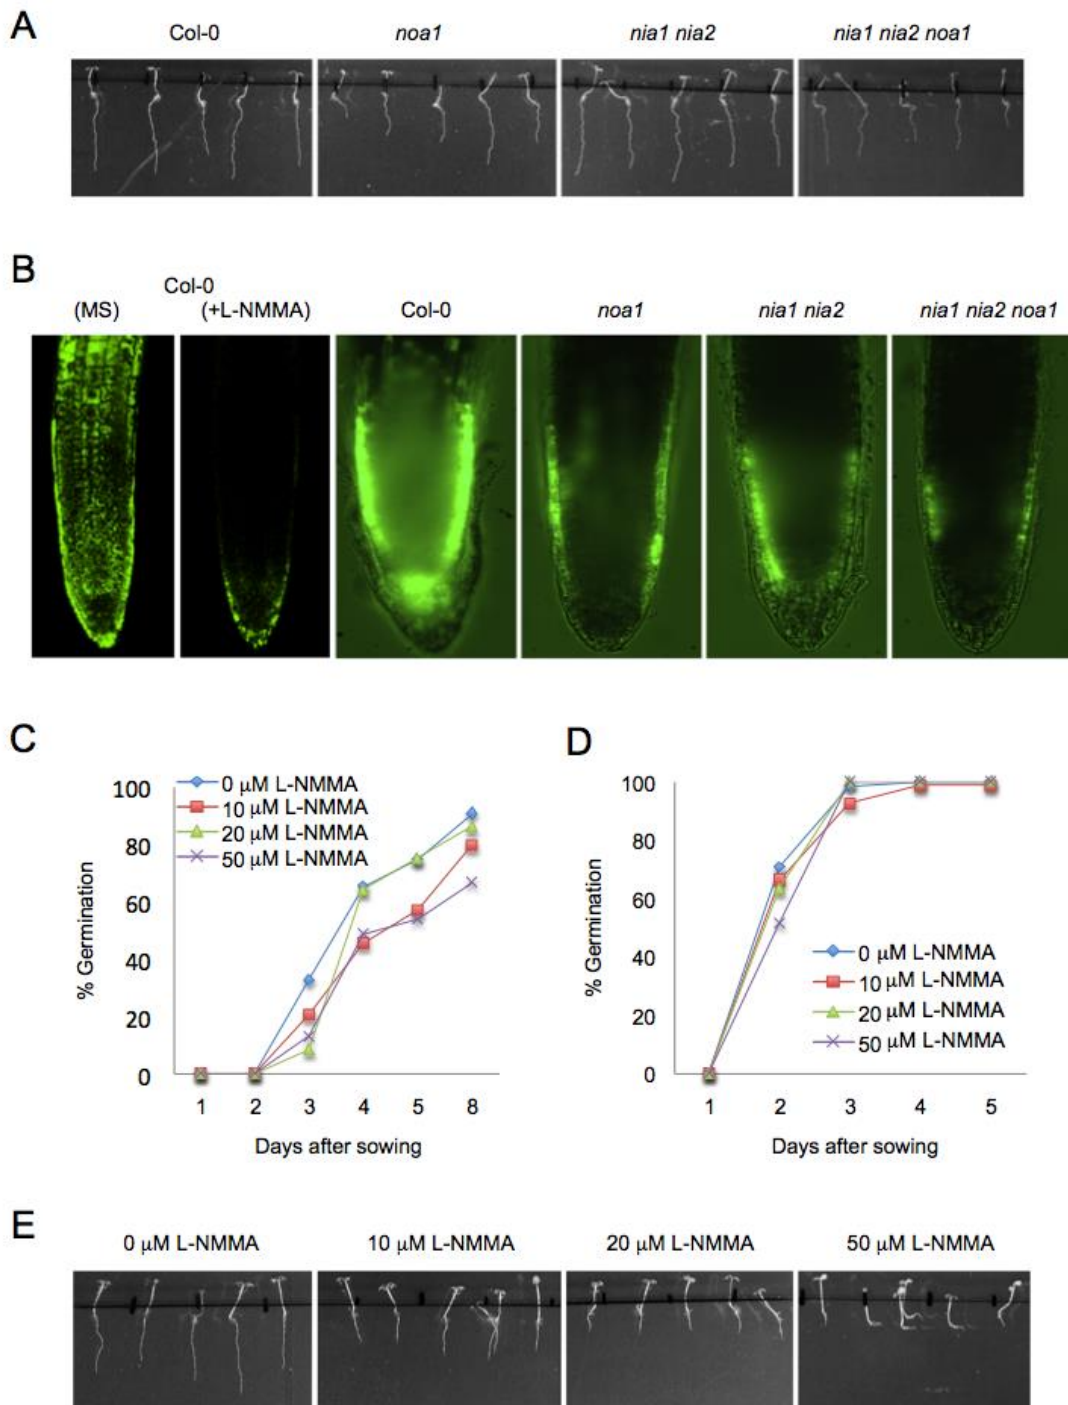 A
Col-0 noa1 nia1 nia2 nia1 nia2 noa1
B
Col-0
(MS) (+L-NMMA) Col-0 noa1 nia1 nia2 nia1 nia2 noa1
C
% Germination
100
80
60
40
20
0
0 µM L-NMMA
10 µM L-NMMA
20 µM L-NMMA
50 µM L-NMMA
1 2 3 4 5 8
Days after sowing
D
% Germination
100
80
60
40
20
0
0 µM L-NMMA
10 µM L-NMMA
20 µM L-NMMA
50 µM L-NMMA
1 2 3 4 5
Days after sowing
E
0 µM L-NMMA 10 µM L-NMMA 20 µM L-NMMA 50 µM L-NMMA